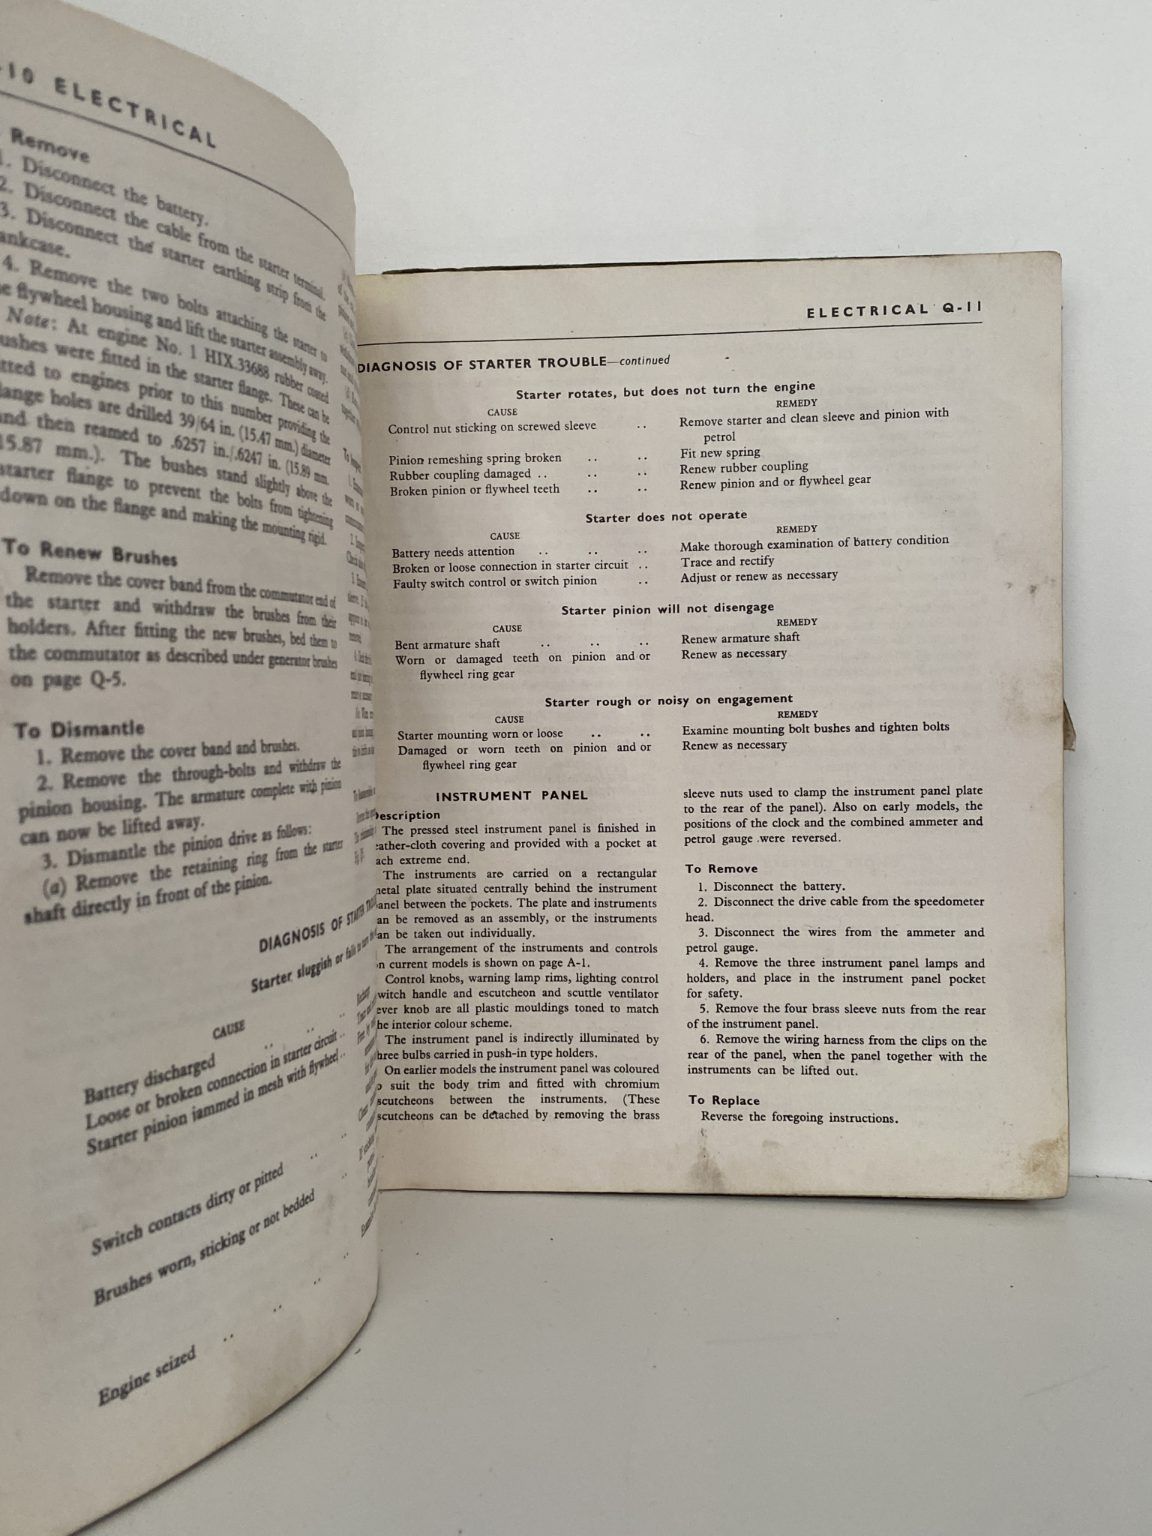 -10 ELECTRICAL
Remove
1. Disconnect the battery.
2. Disconnect the cable from the starter terminal.
3. Disconnect the starter earthing strip from the
ankcase.
4. Remove the two bolts attaching the starter to
e flywheel housing and lift the starter assembly away.
Note: At engine No. 1 HIX.33688 rubber coated
ushes were fitted in the starter flange. These can be
tted to engines prior to this number providing the
lange holes are drilled 39/64 in. (15.47 mm.) diameter
nd then reamed to .6257 in./.6247 in. (15.89 mm.
15.87 mm.). The bushes stand slightly above the
starter flange to prevent the bolts from tightening
down on the flange and making the mounting rigid.
To Renew Brushes
Remove the cover band from the commutator end of
the starter and withdraw the brushes from their
holders. After fitting the new brushes, bed them to
the commutator as described under generator brushes
on page Q-5.
To Dismantle
1. Remove the cover band and brushes.
2. Remove the through-bolts and withdraw the
pinion housing. The armature complete with pinion
can now be lifted away.
3. Dismantle the pinion drive as follows:
(a) Remove the retaining ring from the starter
shaft directly in front of the pinion.
DIAGNOSIS OF
Starter sluggish or fails to
CAUSE
Battery discharged .. ..
Loose or broken connection in starter circuit ..
Starter pinion jammed in mesh with flywheel ..
Switch contacts dirty or pitted ..
Brushes worn, sticking or not bedded ..
Engine seized .. .. .. ..
ELECTRICAL Q-11
DIAGNOSIS OF STARTER TROUBLE—continued
Starter rotates, but does not turn the engine
CAUSE REMEDY
Control nut sticking on screwed sleeve .. Remove starter and clean sleeve and pinion with
petrol
Pinion remeshing spring broken .. .. Fit new spring
Rubber coupling damaged .. .. .. Renew rubber coupling
Broken pinion or flywheel teeth .. .. Renew pinion and or flywheel gear
Starter does not operate
CAUSE REMEDY
Battery needs attention .. .. .. Make thorough examination of battery condition
Broken or loose connection in starter circuit .. Trace and rectify
Faulty switch control or switch pinion .. Adjust or renew as necessary
Starter pinion will not disengage
CAUSE REMEDY
Bent armature shaft .. .. .. Renew armature shaft
Worn or damaged teeth on pinion and or Renew as necessary
flywheel ring gear
Starter rough or noisy on engagement
CAUSE REMEDY
Starter mounting worn or loose .. .. Examine mounting bolt bushes and tighten bolts
Damaged or worn teeth on pinion and or Renew as necessary
flywheel ring gear
INSTRUMENT PANEL
Description
The pressed steel instrument panel is finished in
eather-cloth covering and provided with a pocket at
ach extreme end.
The instruments are carried on a rectangular
metal plate situated centrally behind the instrument
anel between the pockets. The plate and instruments
an be removed as an assembly, or the instruments
an be taken out individually.
The arrangement of the instruments and controls
on current models is shown on page A-1.
Control knobs, warning lamp rims, lighting control
witch handle and escutcheon and scuttle ventilator
ever knob are all plastic mouldings toned to match
he interior colour scheme.
The instrument panel is indirectly illuminated by
hree bulbs carried in push-in type holders.
On earlier models the instrument panel was coloured
o suit the body trim and fitted with chromium
scutcheons between the instruments. (These
scutcheons can be detached by removing the brass
sleeve nuts used to clamp the instrument panel plate
to the rear of the panel). Also on early models, the
positions of the clock and the combined ammeter and
petrol gauge were reversed.
To Remove
1. Disconnect the battery.
2. Disconnect the drive cable from the speedometer
head.
3. Disconnect the wires from the ammeter and
petrol gauge.
4. Remove the three instrument panel lamps and
holders, and place in the instrument panel pocket
for safety.
5. Remove the four brass sleeve nuts from the rear
of the instrument panel.
6. Remove the wiring harness from the clips on the
rear of the panel, when the panel together with the
instruments can be lifted out.
To Replace
Reverse the foregoing instructions.